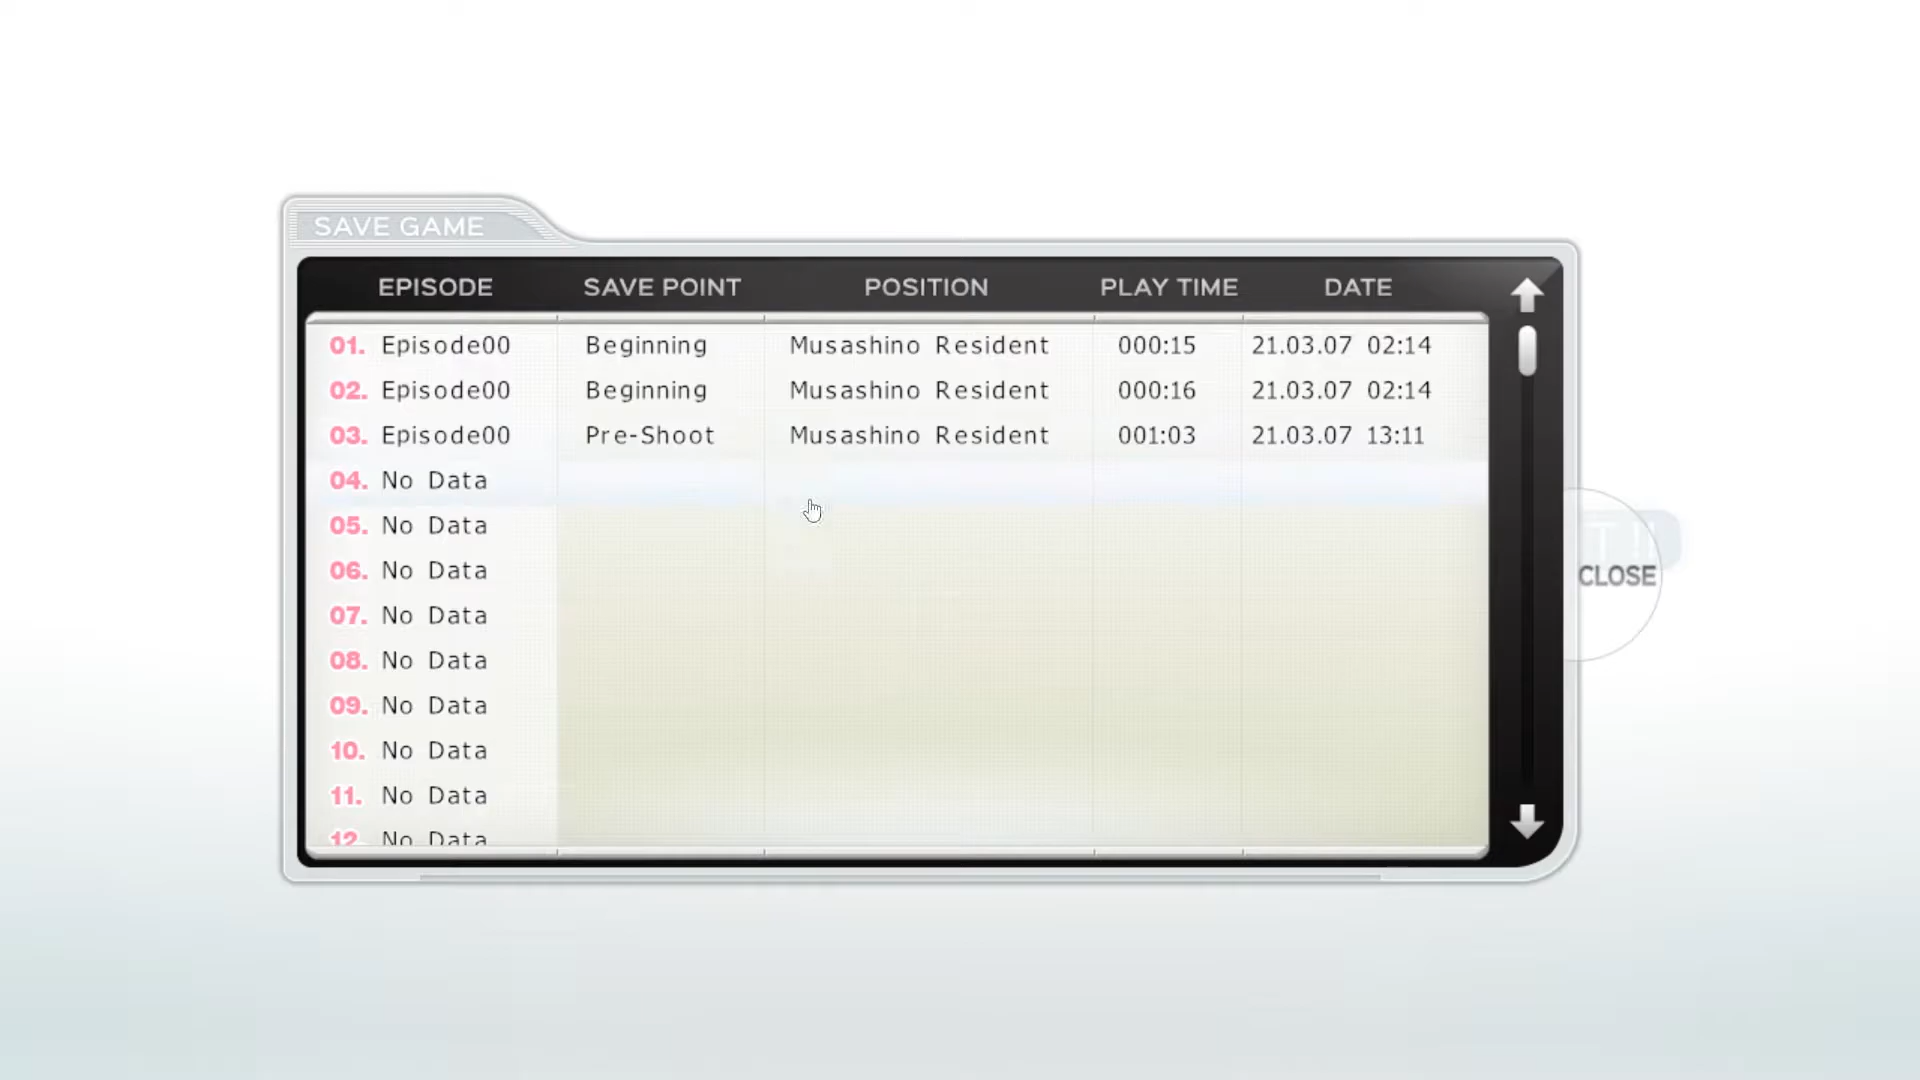 SAVE GAME
EPISODE SAVE POINT POSITION PLAY TIME DATE
01. Episode00 Beginning Musashino Resident 000:15 21.03.07 02:14
02. Episode00 Beginning Musashino Resident 000:16 21.03.07 02:14
03. Episode00 Pre-Shoot Musashino Resident 001:03 21.03.07 13:11
04. No Data
05. No Data
06. No Data
07. No Data
CLOSE
08. No Data
09. No Data
10. No Data
11. No Data
12. No Data